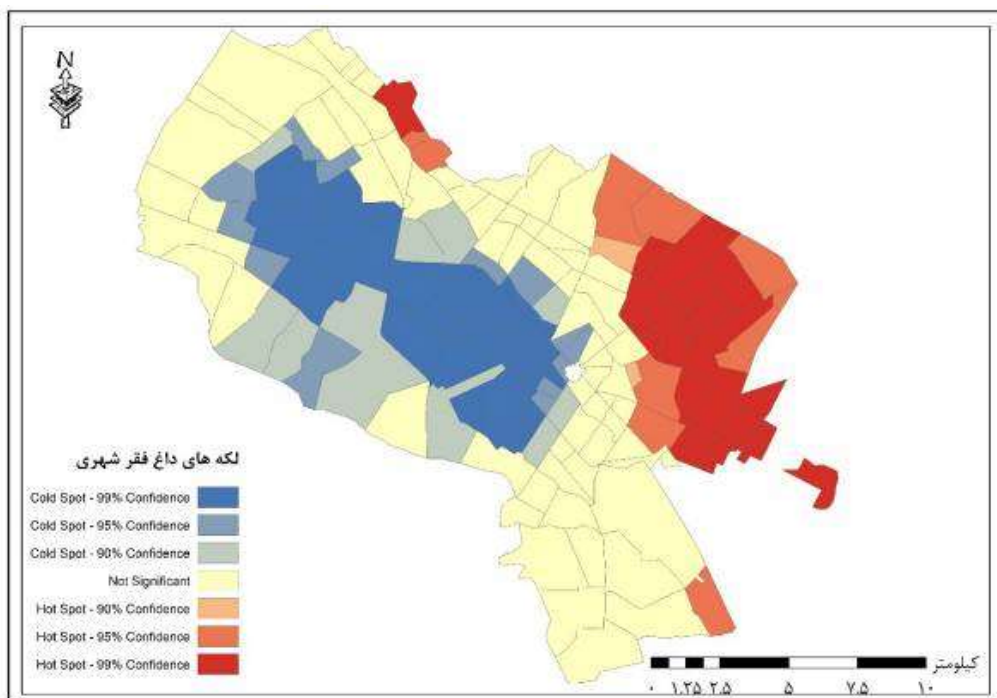 N
لکه های داغ فقر شهری
Cold Spot - 99% Confidence
Cold Spot - 95% Confidence
Cold Spot - 90% Confidence
Not Significant
Hot Spot - 90% Confidence
Hot Spot - 95% Confidence
Hot Spot - 99% Confidence
کیلومتر
۰ ۱.۲۵ ۲.۵ ۵ ۷.۵ ۱۰